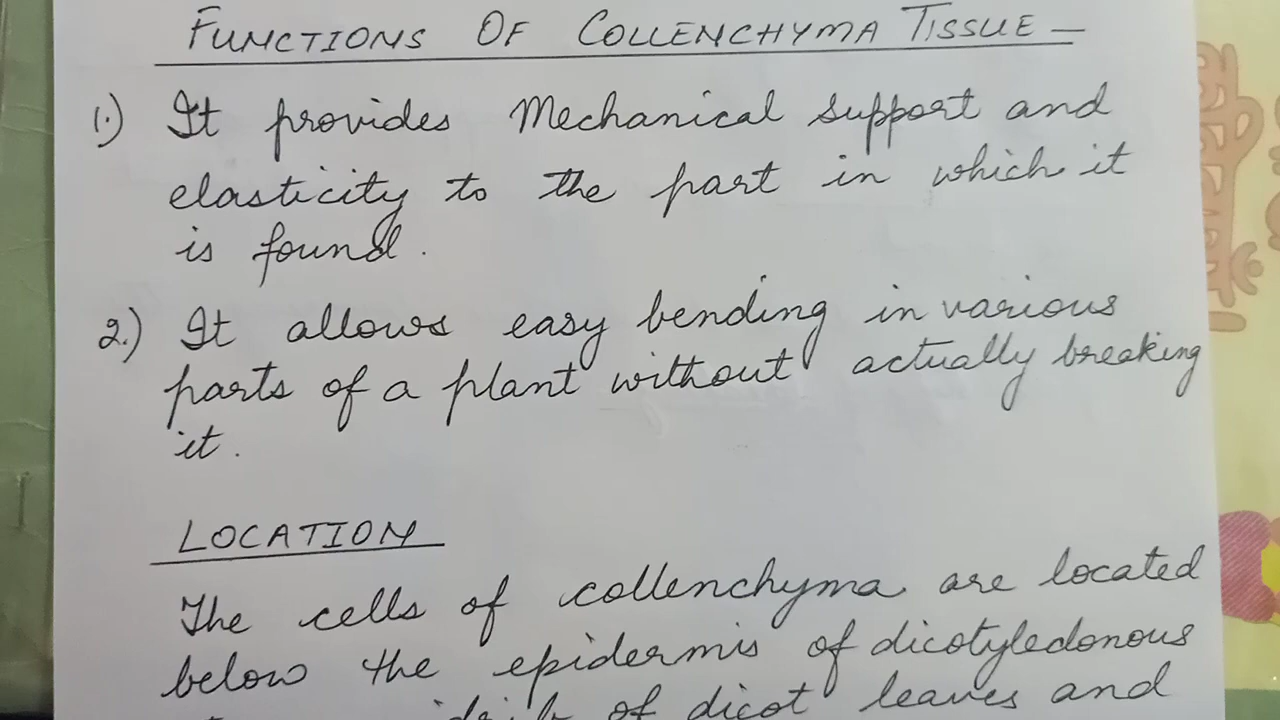 FUNCTIONS OF COLLENCHYMA TISSUE —
1.) It provides Mechanical support and
elasticity to the part in which it
is found.
2.) It allows easy bending in various
parts of a plant without actually breaking
it.
LOCATION
The cells of collenchyma are located
below the epidermis of dicotyledonous
of dicot leaves and